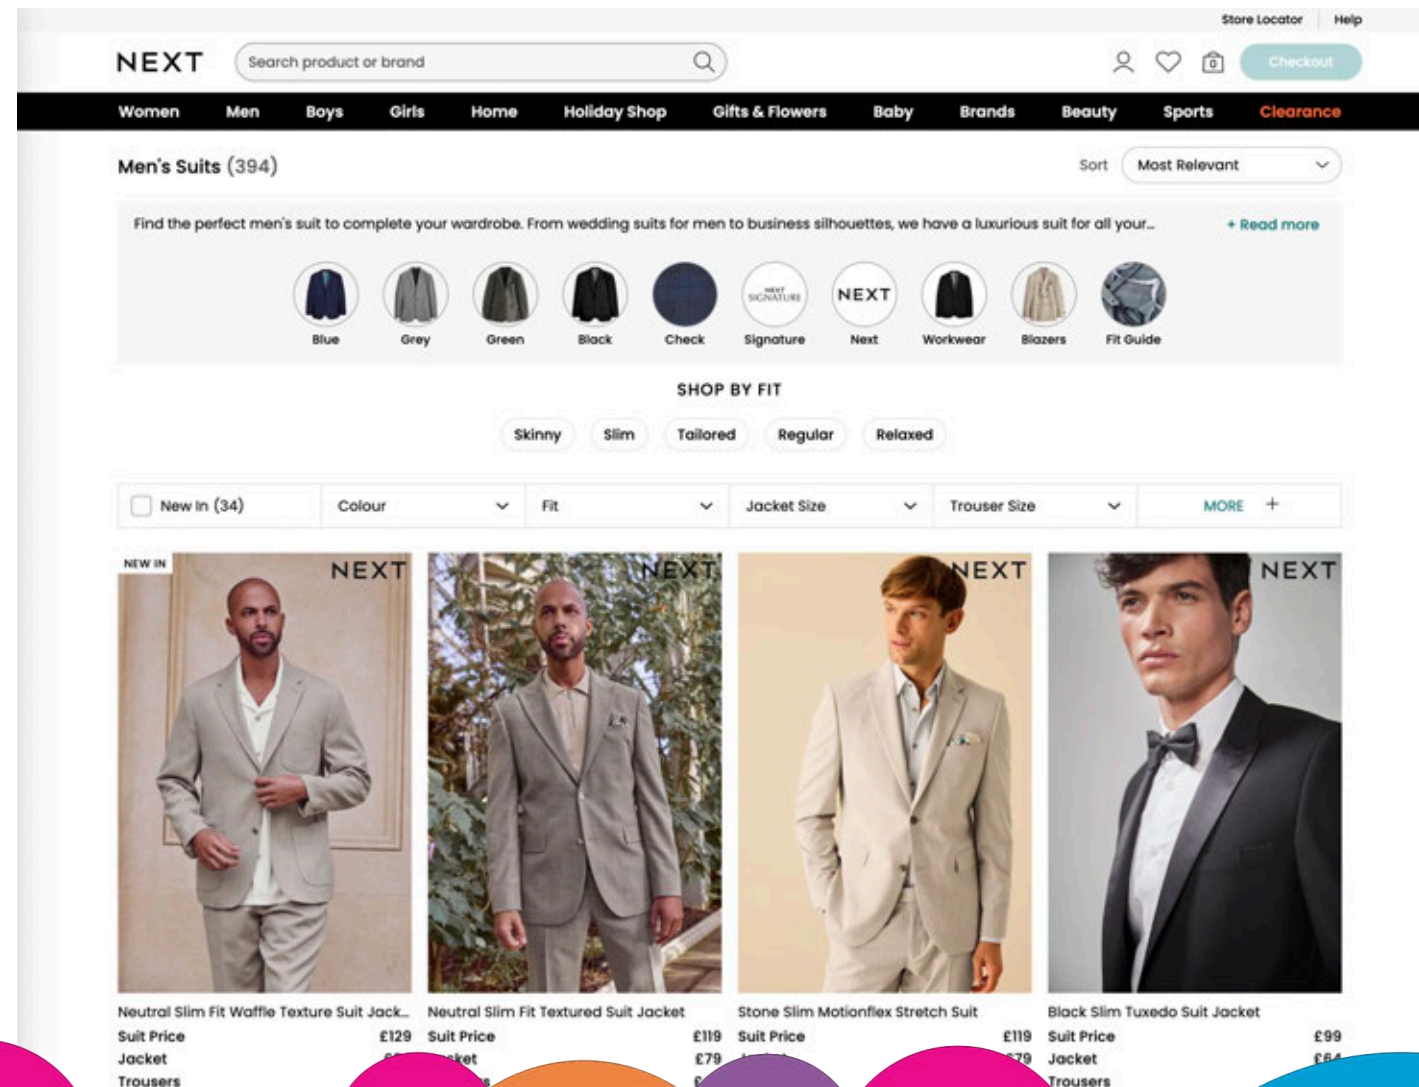 Store Locator Help
NEXT Search product or brand 0 Checkout
Women Men Boys Girls Home Holiday Shop Gifts & Flowers Baby Brands Beauty Sports Clearance
Men's Suits (394) Sort Most Relevant
Find the perfect men's suit to complete your wardrobe. From wedding suits for men to business silhouettes, we have a luxurious suit for all your... + Read more
NEXT SIGNATURE NEXT
Blue Grey Green Black Check Signature Next Workwear Blazers Fit Guide
SHOP BY FIT
Skinny Slim Tailored Regular Relaxed
New In (34) Colour Fit Jacket Size Trouser Size MORE +
NEW IN NEXT NEXT NEXT NEXT
Neutral Slim Fit Waffle Texture Suit Jack... Neutral Slim Fit Textured Suit Jacket Stone Slim Motionflex Stretch Suit Black Slim Tuxedo Suit Jacket
Suit Price £129 Suit Price £119 Suit Price £119 Suit Price £99
Jacket £79 £79 Jacket £64
Trousers Trousers